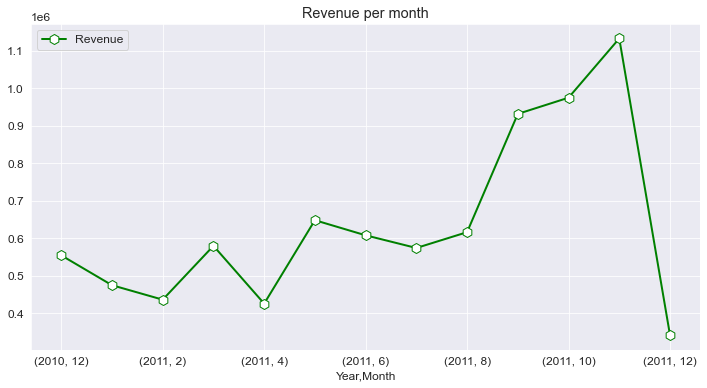 Revenue per month
1e6
Revenue
1.1
1.0
0.9
0.8
0.7
0.6
0.5
0.4
(2010, 12) (2011, 2) (2011, 4) (2011, 6) (2011, 8) (2011, 10) (2011, 12)
Year,Month